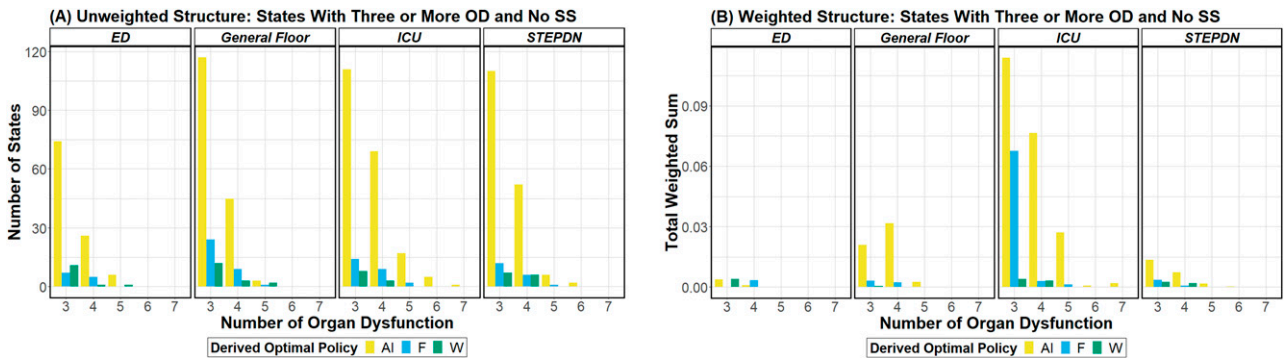 (A) Unweighted Structure: States With Three or More OD and No SS
ED General Floor ICU STEPDN
Number of States
120
90
60
30
0
3 4 5 6 7 3 4 5 6 7 3 4 5 6 7 3 4 5 6 7
Number of Organ Dysfunction
Derived Optimal Policy AI F W
(B) Weighted Structure: States With Three or More OD and No SS
ED General Floor ICU STEPDN
Total Weighted Sum
0.09
0.06
0.03
0.00
3 4 5 6 7 3 4 5 6 7 3 4 5 6 7 3 4 5 6 7
Number of Organ Dysfunction
Derived Optimal Policy AI F W